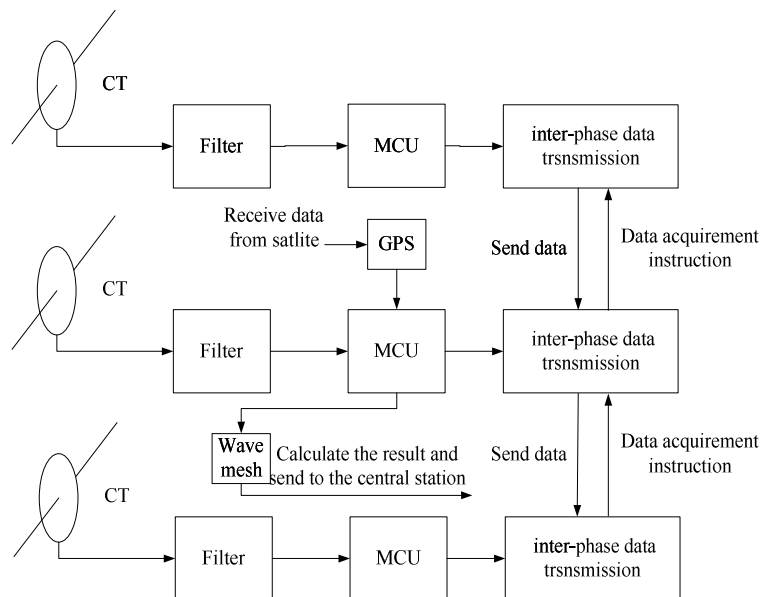 CT
Filter
MCU
inter-phase data
trsnsmission
Receive data
from satlite
GPS
Send data
Data acquirement
instruction
CT
Filter
MCU
inter-phase data
trsnsmission
Wave
mesh
Calculate the result and
send to the central station
Send data
Data acquirement
instruction
CT
Filter
MCU
inter-phase data
trsnsmission